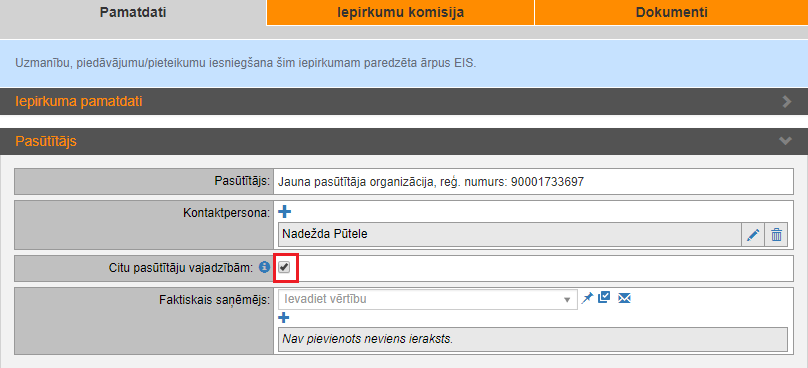 Pamatdati
Iepirkumu komisija
Dokumenti
Uzmanību, piedāvājumu/pieteikumu iesniegšana šim iepirkumam paredzēta ārpus EIS.
Iepirkuma pamatdati
Pasūtītājs
Pasūtītājs: Jauna pasūtītāja organizācija, reģ. numurs: 90001733697
Kontaktpersona:
Nadežda Pūtele
Citu pasūtītāju vajadzībām:
Faktiskais saņēmējs: Ievadiet vērtību
Nav pievienots neviens ieraksts.